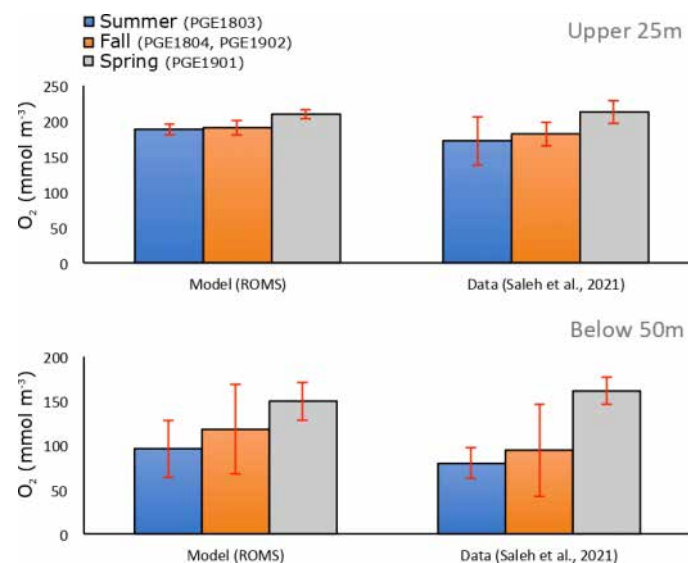 Summer (PGE1803)
Fall (PGE1804, PGE1902)
Spring (PGE1901)
Upper 25m
O₂ (mmol m⁻³)
250
200
150
100
50
0
Model (ROMS)
Data (Saleh et al., 2021)
Below 50m
O₂ (mmol m⁻³)
200
150
100
50
0
Model (ROMS)
Data (Saleh et al., 2021)